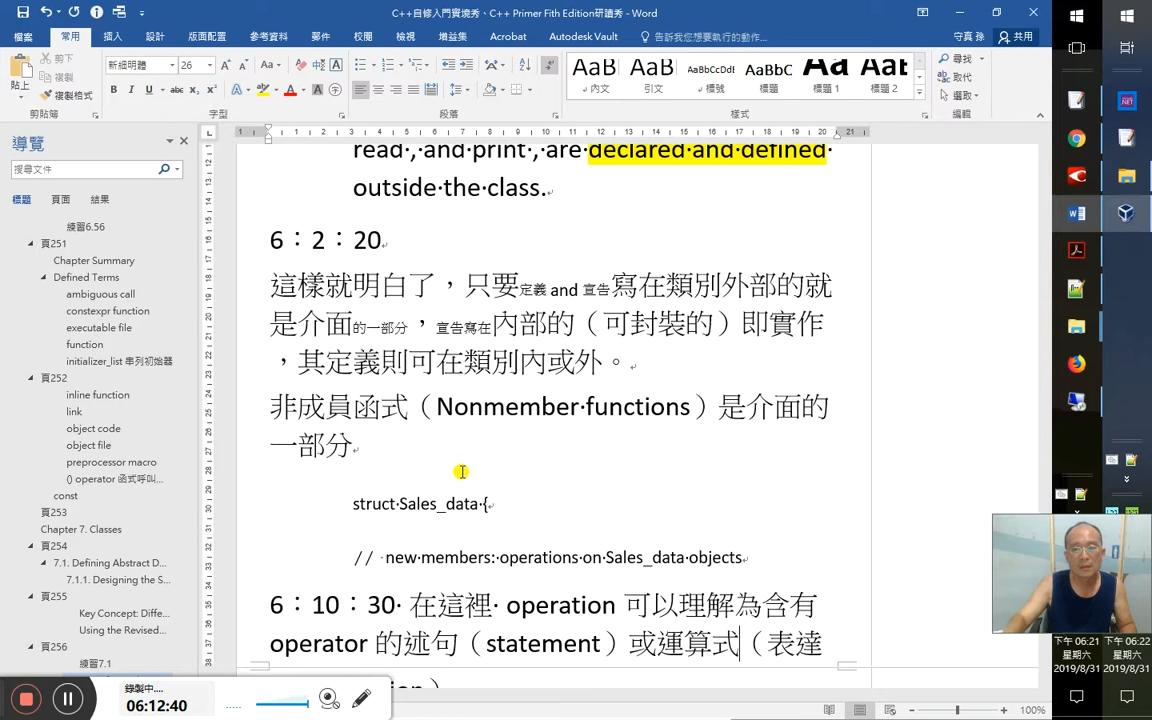 C++自修入門實境秀、C++ Primer Fith Edition研讀秀 - Word
檔案 常用 插入 設計 版面配置 參考資料 郵件 校閱 檢視 增益集 Acrobat Autodesk Vault 告訴我您想要執行的動作... 守真 孫 共用
貼上 剪下 複製 複製格式 剪貼簿
新細明體 26 字型
段落
AaB 內文 AaB 引文 AaBbCcDdE 標號 AaBbC 標題 Aa 標題 1 AaB 標題 2 樣式
尋找 取代 選取 編輯
導覽
搜尋文件
標題 頁面 結果
練習6.56
頁251
Chapter Summary
Defined Terms
ambiguous call
constexpr function
executable file
function
initializer_list 串列初始器
頁252
inline function
link
object code
object file
preprocessor macro
() operator 函式呼叫...
const
頁253
Chapter 7. Classes
頁254
7.1. Defining Abstract D...
7.1.1. Designing the S...
頁255
Key Concept: Diffe...
Using the Revised...
頁256
練習7.1
read , and print , are declared and defined
outside the class.
6：2：20
這樣就明白了，只要定義 and 宣告寫在類別外部的就
是介面的一部分，宣告寫在內部的（可封裝的）即實作
，其定義則可在類別內或外。
非成員函式（Nonmember functions）是介面的
一部分
struct Sales_data {
// new members: operations on Sales_data objects
6：10：30 在這裡 operation 可以理解為含有
operator 的述句（statement）或運算式（表達
錄製中...
06:12:40
100%
下午 06:21 下午 06:22
星期六 星期六
2019/8/31 2019/8/31